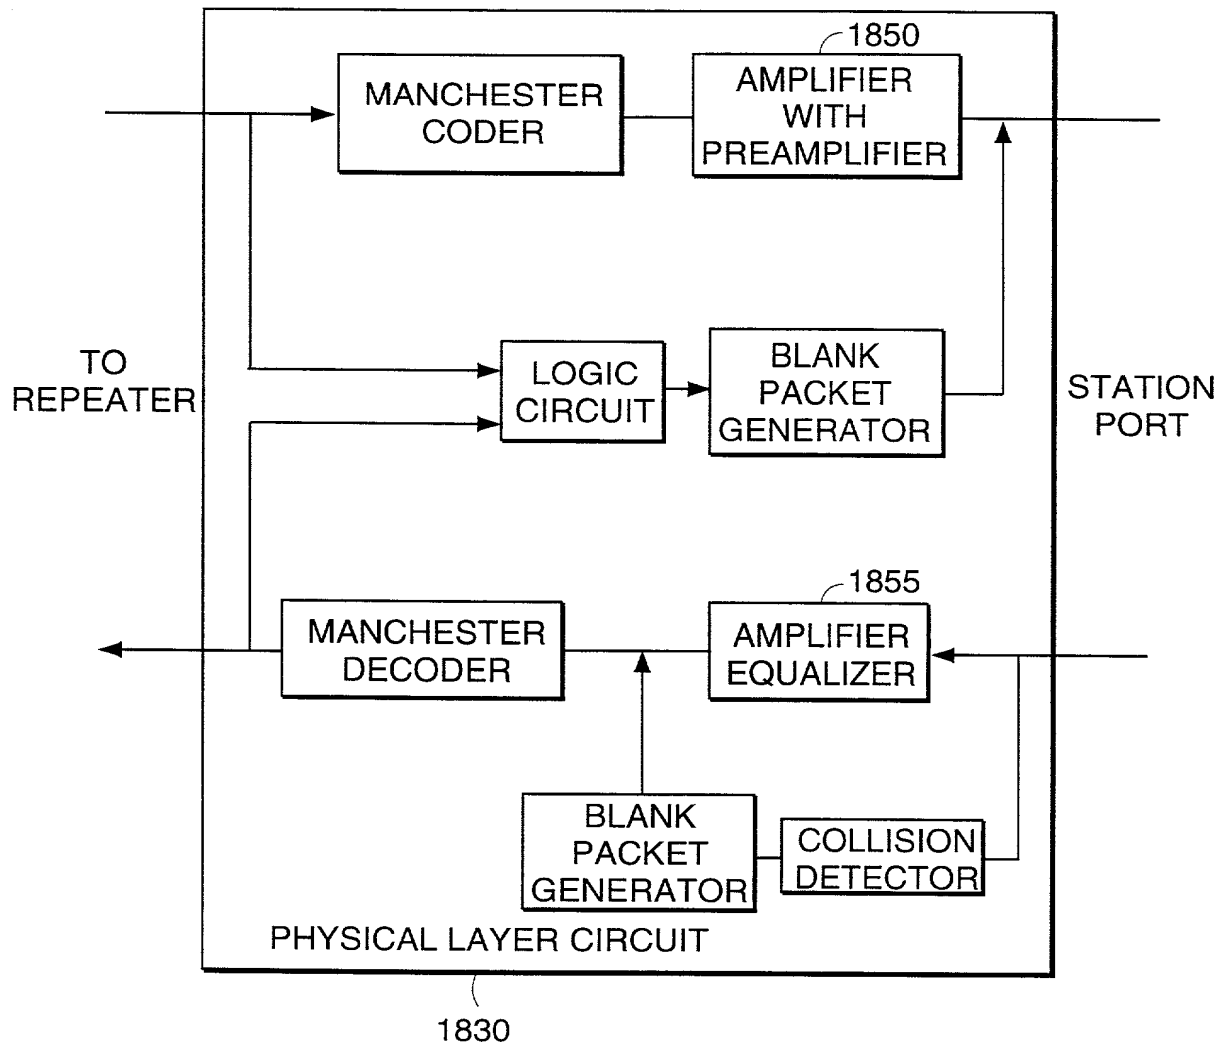 1850
MANCHESTER
CODER
AMPLIFIER
WITH
PREAMPLIFIER
TO
REPEATER
LOGIC
CIRCUIT
BLANK
PACKET
GENERATOR
STATION
PORT
1855
MANCHESTER
DECODER
AMPLIFIER
EQUALIZER
BLANK
PACKET
GENERATOR
COLLISION
DETECTOR
PHYSICAL LAYER CIRCUIT
1830